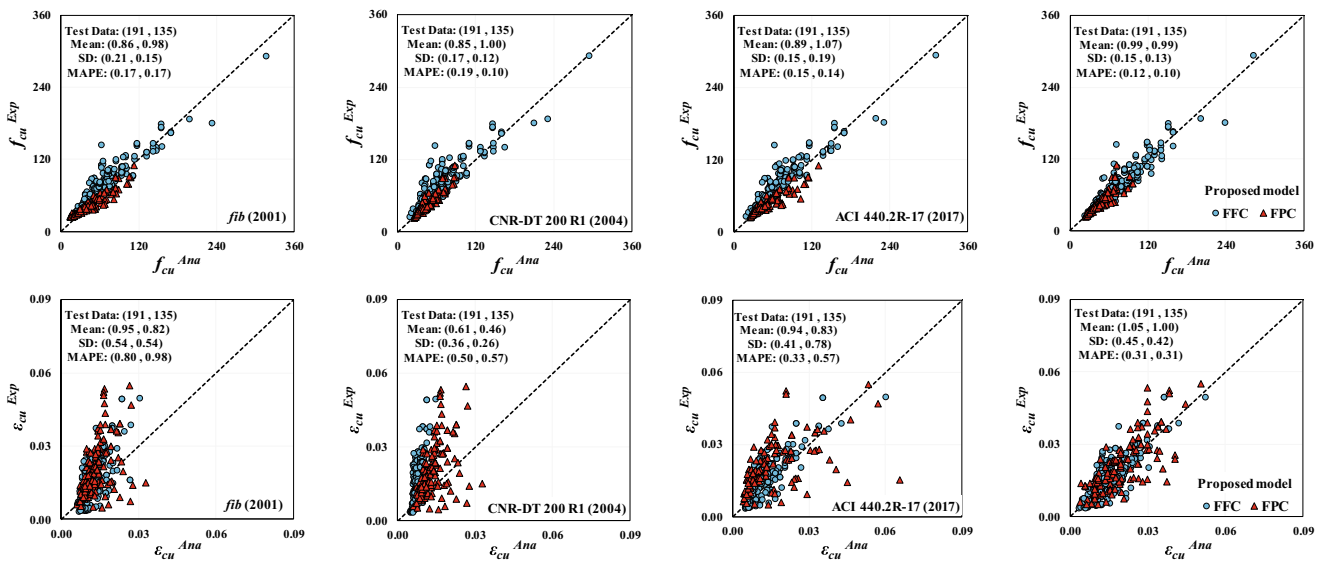 360
240
120
0
f_cu^Exp
Test Data: (191 , 135)
Mean: (0.86 , 0.98)
SD: (0.21 , 0.15)
MAPE: (0.17 , 0.17)
fib (2001)
0
120
240
360
f_cu^Ana
360
240
120
0
f_cu^Exp
Test Data: (191 , 135)
Mean: (0.85 , 1.00)
SD: (0.17 , 0.12)
MAPE: (0.19 , 0.10)
CNR-DT 200 R1 (2004)
0
120
240
360
f_cu^Ana
360
240
120
0
f_cu^Exp
Test Data: (191 , 135)
Mean: (0.89 , 1.07)
SD: (0.15 , 0.19)
MAPE: (0.15 , 0.14)
ACI 440.2R-17 (2017)
0
120
240
360
f_cu^Ana
360
240
120
0
f_cu^Exp
Test Data: (191 , 135)
Mean: (0.99 , 0.99)
SD: (0.15 , 0.13)
MAPE: (0.12 , 0.10)
Proposed model
FFC FPC
0
120
240
360
f_cu^Ana
0.09
0.06
0.03
0.00
ε_cu^Exp
Test Data: (191 , 135)
Mean: (0.95 , 0.82)
SD: (0.54 , 0.54)
MAPE: (0.80 , 0.98)
fib (2001)
0.00
0.03
0.06
0.09
ε_cu^Ana
0.09
0.06
0.03
0.00
ε_cu^Exp
Test Data: (191 , 135)
Mean: (0.61 , 0.46)
SD: (0.36 , 0.26)
MAPE: (0.50 , 0.57)
CNR-DT 200 R1 (2004)
0.00
0.03
0.06
0.09
ε_cu^Ana
0.09
0.06
0.03
0.00
ε_cu^Exp
Test Data: (191 , 135)
Mean: (0.94 , 0.83)
SD: (0.41 , 0.78)
MAPE: (0.33 , 0.57)
ACI 440.2R-17 (2017)
0.00
0.03
0.06
0.09
ε_cu^Ana
0.09
0.06
0.03
0.00
ε_cu^Exp
Test Data: (191 , 135)
Mean: (1.05 , 1.00)
SD: (0.45 , 0.42)
MAPE: (0.31 , 0.31)
Proposed model
FFC FPC
0.00
0.03
0.06
0.09
ε_cu^Ana